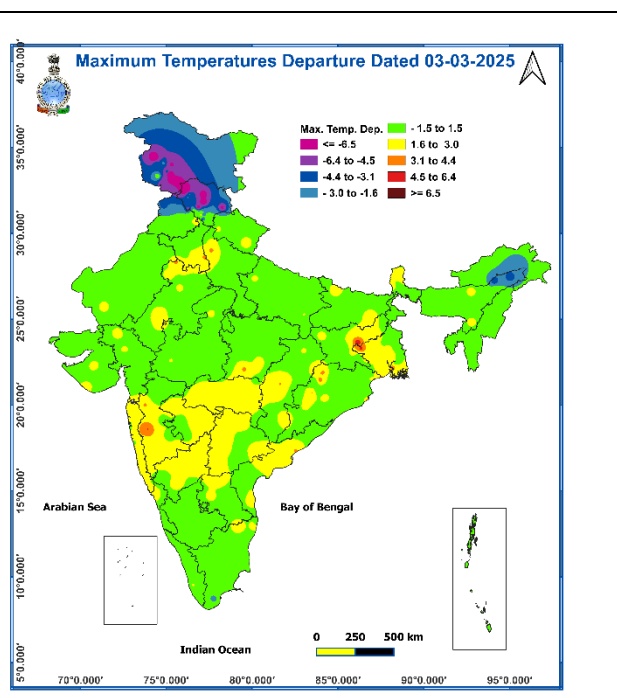 Maximum Temperatures Departure Dated 03-03-2025
Max. Temp. Dep.
<= -6.5
-6.4 to -4.5
-4.4 to -3.1
- 3.0 to -1.6
- 1.5 to 1.5
1.6 to 3.0
3.1 to 4.4
4.5 to 6.4
>= 6.5
40°0.000'
35°0.000'
30°0.000'
25°0.000'
20°0.000'
15°0.000'
10°0.000'
5°0.000'
Arabian Sea
Bay of Bengal
Indian Ocean
0 250 500 km
70°0.000' 75°0.000' 80°0.000' 85°0.000' 90°0.000' 95°0.000'